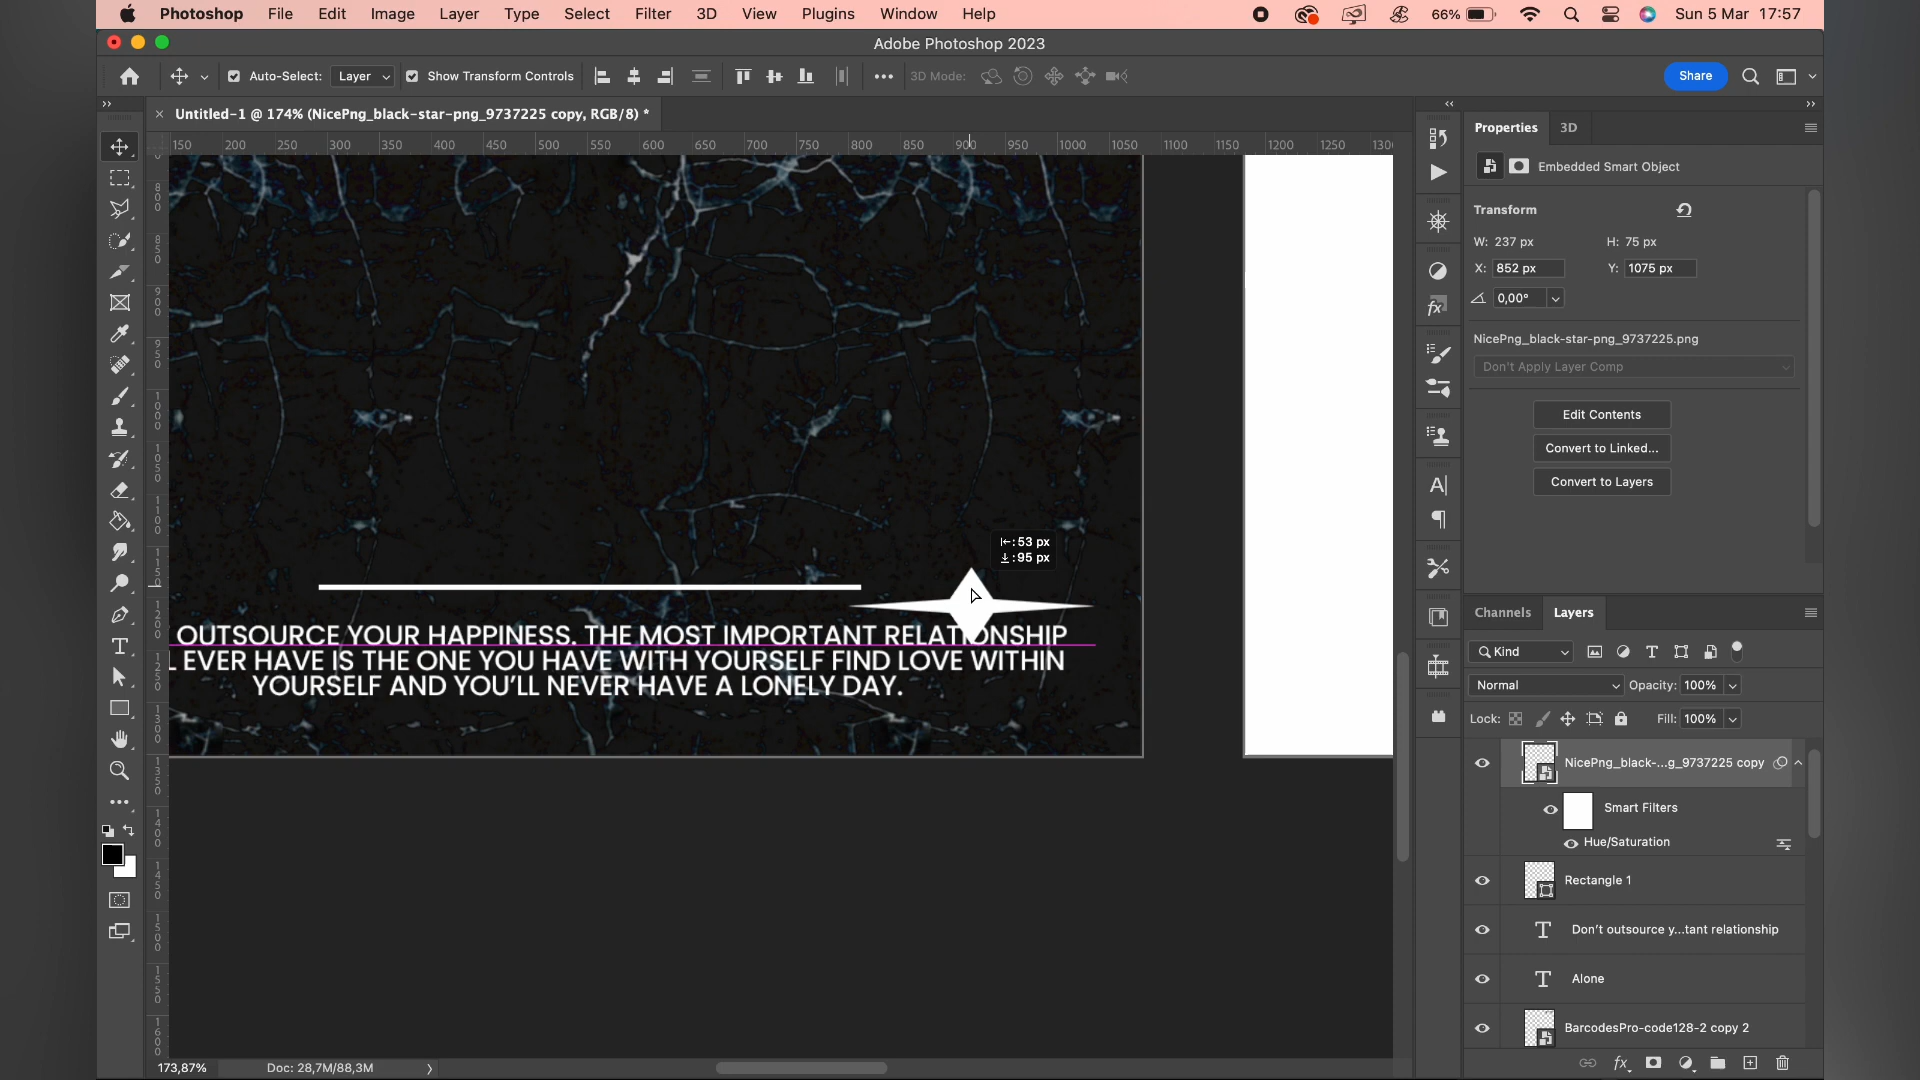 Photoshop File Edit Image Layer Type Select Filter 3D View Plugins Window Help 66% Sun 5 Mar 17:57
Adobe Photoshop 2023
Auto-Select: Layer Show Transform Controls 3D Mode: Share
Untitled-1 @ 174% (NicePng_black-star-png_9737225 copy, RGB/8) *
150 200 250 300 350 400 450 500 550 600 650 700 750 800 850 900 950 1000 1050 1100 1150 1200 1250 130
800
850
900
950
1000
1050
1100
1150
1200
1250
1300
1350
1400
1450
1500
1550
1600
:53 px
:95 px
OUTSOURCE YOUR HAPPINESS. THE MOST IMPORTANT RELATIONSHIP
L EVER HAVE IS THE ONE YOU HAVE WITH YOURSELF FIND LOVE WITHIN
YOURSELF AND YOU'LL NEVER HAVE A LONELY DAY.
173,87% Doc: 28,7M/88,3M
Properties 3D
Embedded Smart Object
Transform
W: 237 px H: 75 px
X: 852 px Y: 1075 px
0,00°
NicePng_black-star-png_9737225.png
Don't Apply Layer Comp
Edit Contents
Convert to Linked...
Convert to Layers
Channels Layers
Kind
Normal Opacity: 100%
Lock: Fill: 100%
NicePng_black-...g_9737225 copy
Smart Filters
Hue/Saturation
Rectangle 1
Don't outsource y...tant relationship
Alone
BarcodesPro-code128-2 copy 2